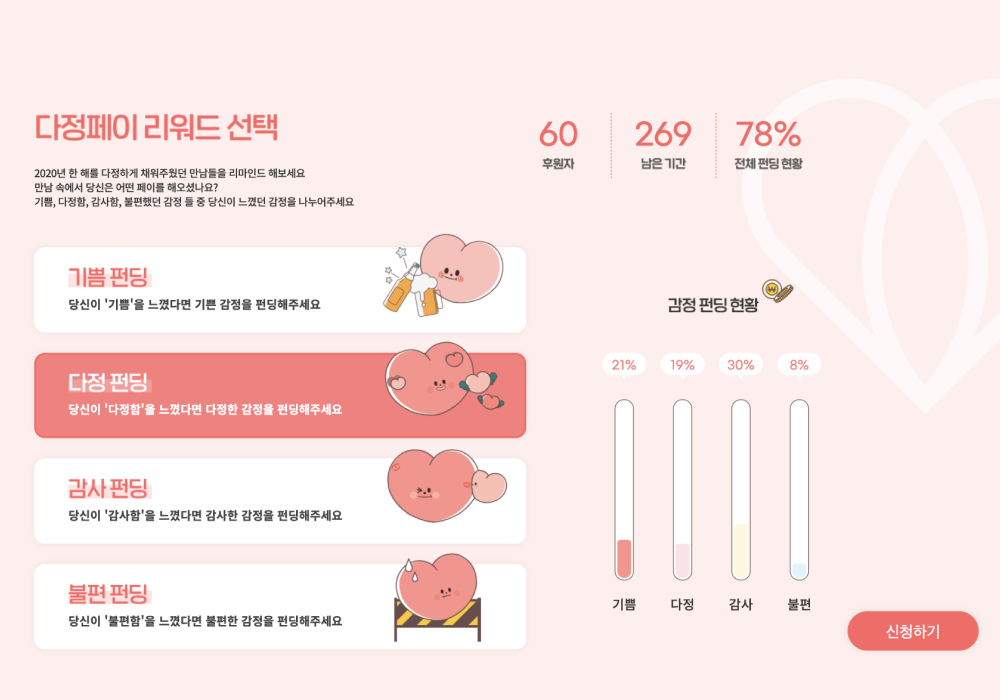 다정페이 리워드 선택
2020년 한 해를 다정하게 채워주웠던 만남들을 리마인드 해보세요
만남 속에서 당신은 어떤 페이를 해오셨나요?
기쁨, 다정함, 감사함, 불편했던 감정 들 중 당신이 느꼈던 감정을 나누어주세요
60
후원자
269
남은 기간
78%
전체 펀딩 현황
기쁨 펀딩
당신이 '기쁨'을 느꼈다면 기쁜 감정을 펀딩해주세요
다정 펀딩
당신이 '다정함'을 느꼈다면 다정한 감정을 펀딩해주세요
감사 펀딩
당신이 '감사함'을 느꼈다면 감사한 감정을 펀딩해주세요
불편 펀딩
당신이 '불편함'을 느꼈다면 불편한 감정을 펀딩해주세요
감정 펀딩 현황
₩
21% 19% 30% 8%
기쁨 다정 감사 불편
신청하기